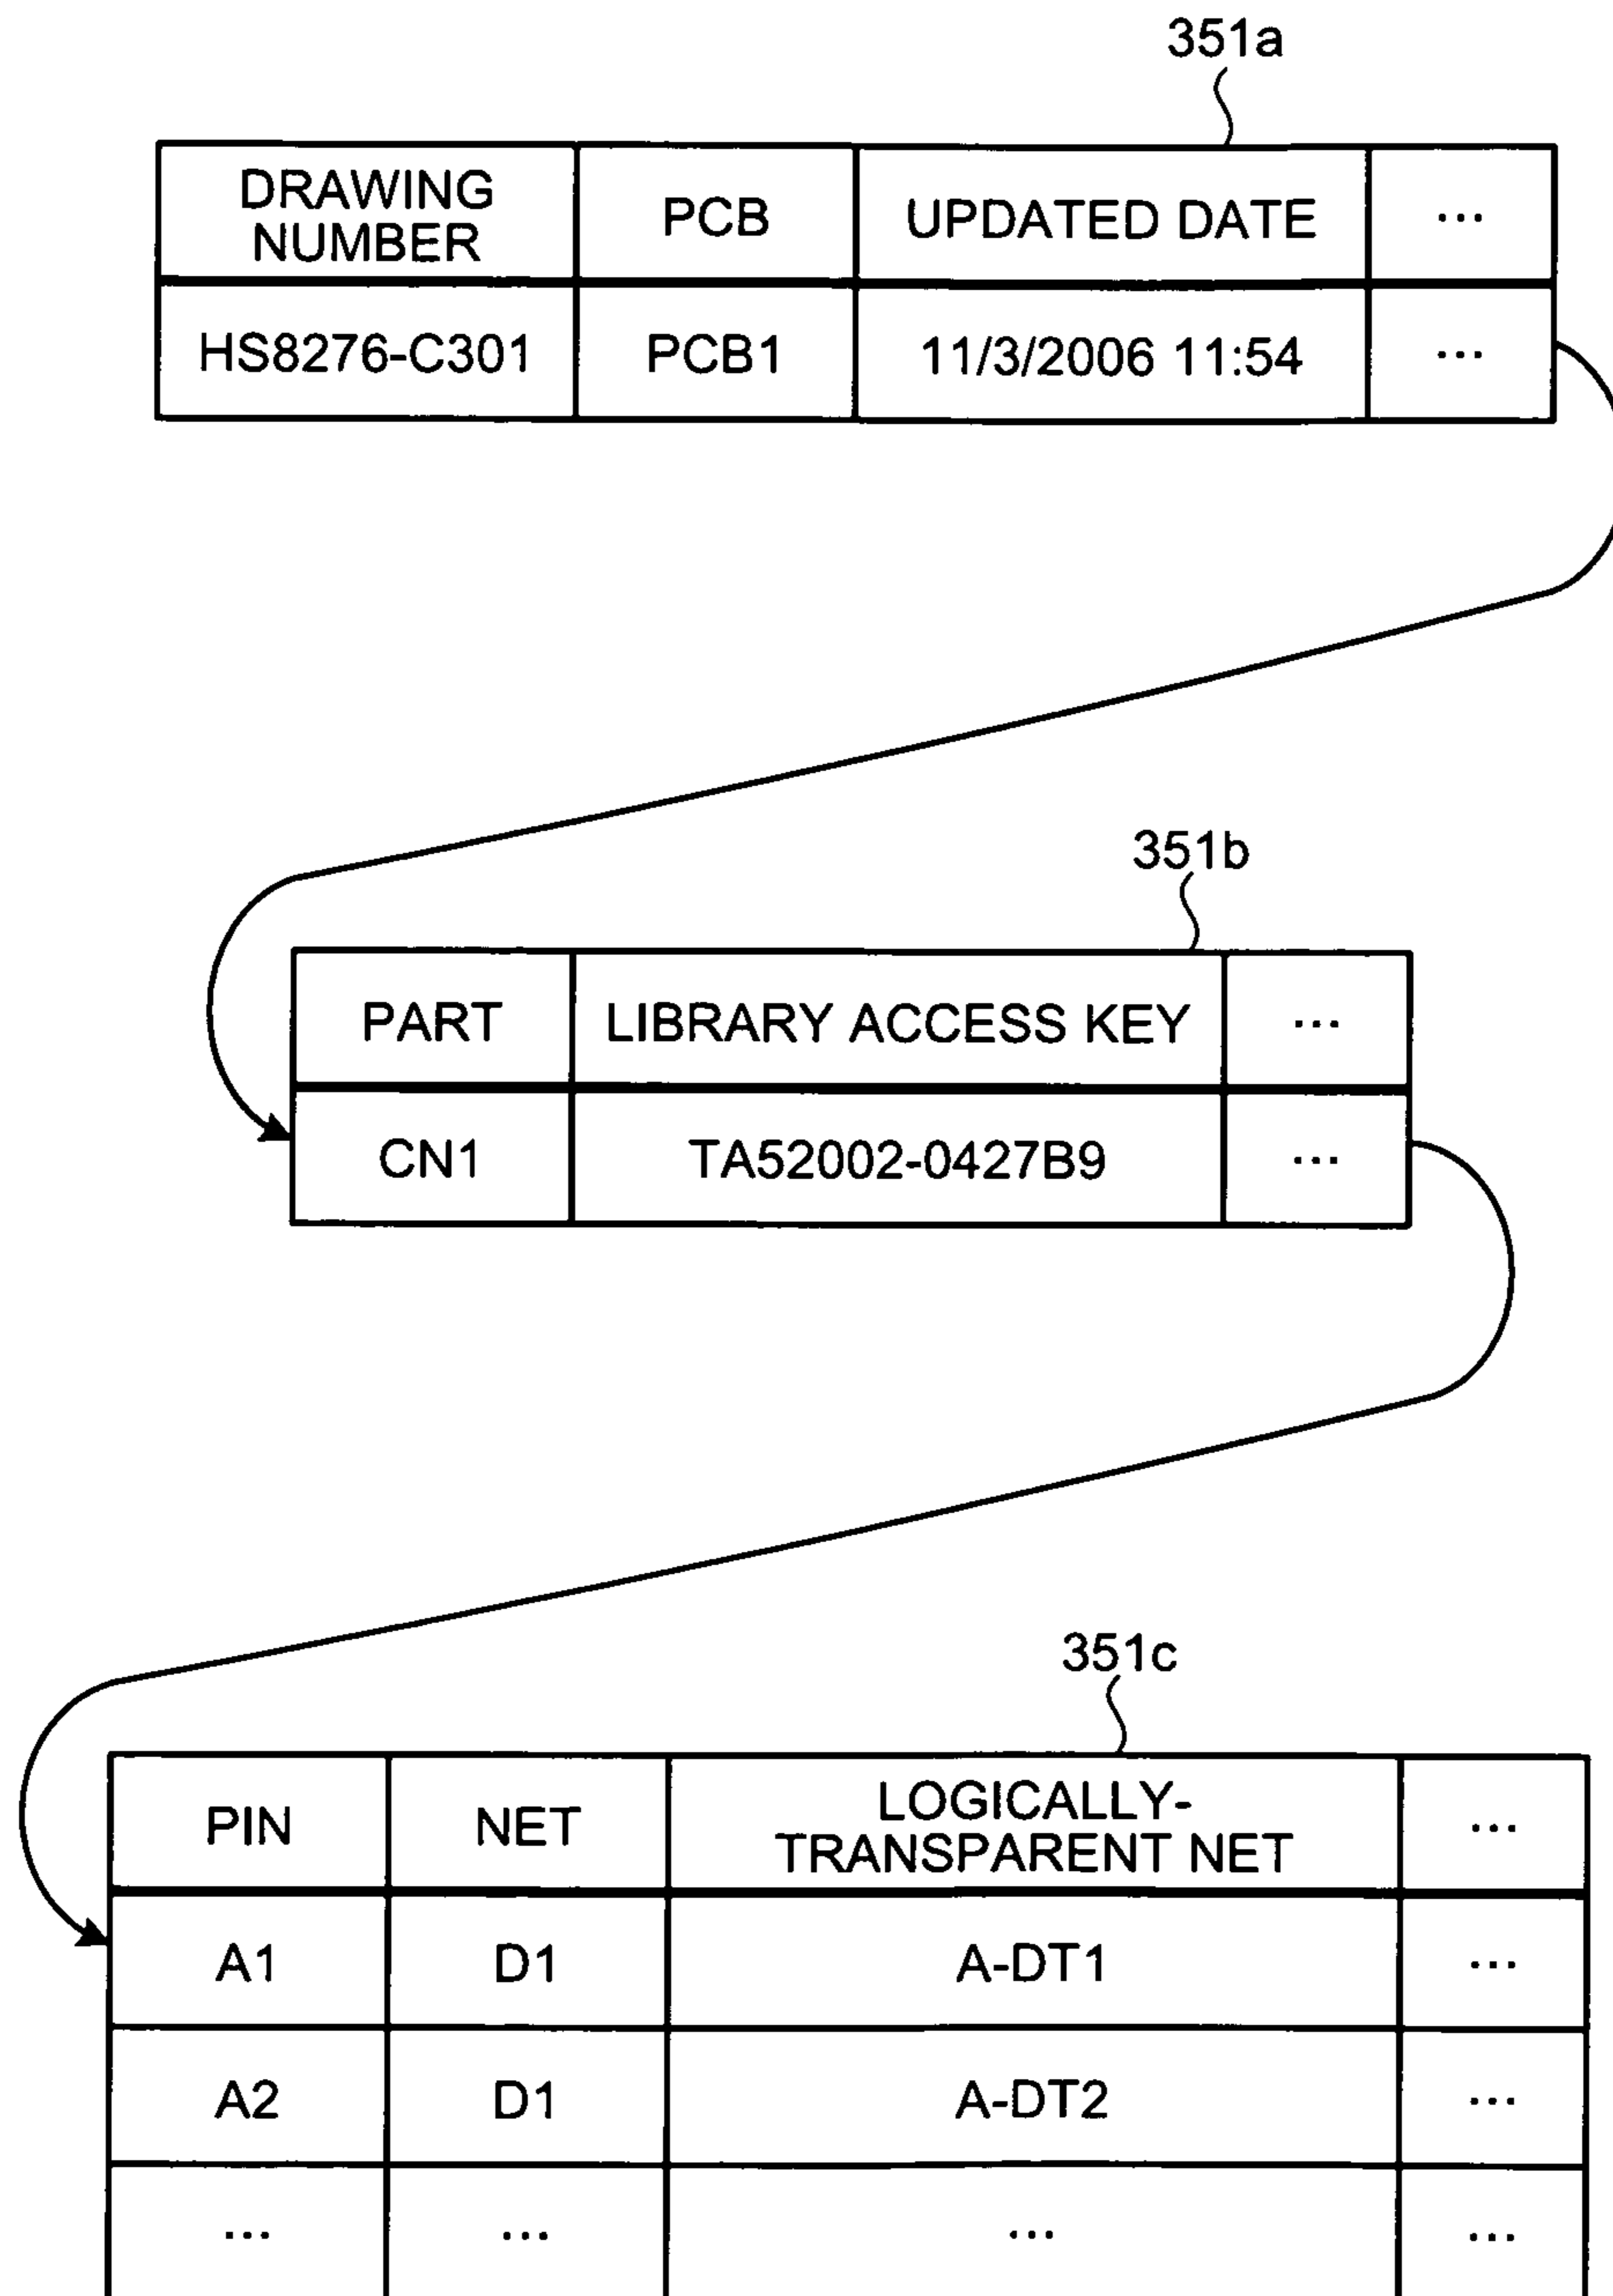 351a
DRAWING NUMBER PCB UPDATED DATE ...
HS8276-C301 PCB1 11/3/2006 11:54 ...
351b
PART LIBRARY ACCESS KEY ...
CN1 TA52002-0427B9 ...
351c
PIN NET LOGICALLY-TRANSPARENT NET ...
A1 D1 A-DT1 ...
A2 D1 A-DT2 ...
... ... ... ...